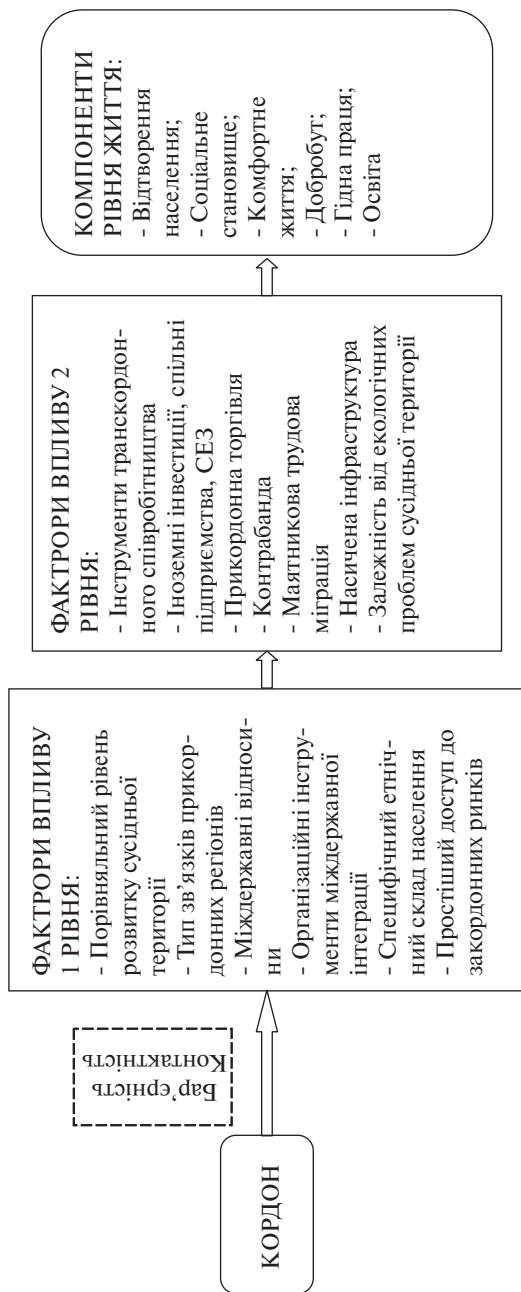 КОРДОН
Бар’єрність
Контактність
ФАКТРОРИ ВПЛИВУ
1 РІВНЯ:
- Порівняльний рівень
розвитку сусідньої
території
- Тип зв’язків прикор-
донних регіонів
- Міждержавні відноси-
ни
- Організаційні інстру-
менти міждержавної
інтеграції
- Специфічний етніч-
ний склад населення
- Простіший доступ до
закордонних ринків
ФАКТРОРИ ВПЛИВУ 2
РІВНЯ:
- Інструменти транскордон-
ного співробітництва
- Іноземні інвестиції, спільні
підприємства, СЕЗ
- Прикордонна торгівля
- Контрабанда
- Маятникова трудова
міграція
- Насичена інфраструктура
- Залежність від екологічних
проблем сусідньої території
КОМПОНЕНТИ
РІВНЯ ЖИТТЯ:
- Відтворення
населення;
- Соціальне
становище;
- Комфортне
життя;
- Добробут;
- Гідна праця;
- Освіта